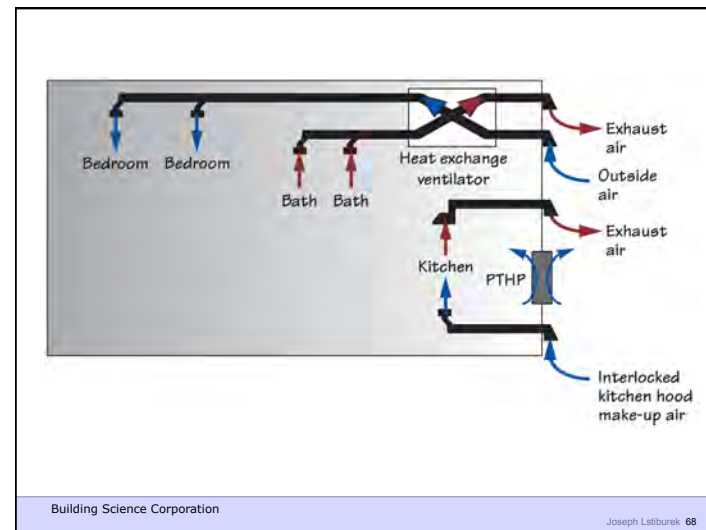 Bedroom
Bedroom
Bath
Bath
Heat exchange
ventilator
Exhaust
air
Outside
air
Exhaust
air
Kitchen
PTHP
Interlocked
kitchen hood
make-up air
Building Science Corporation
Joseph Lstiburek 68